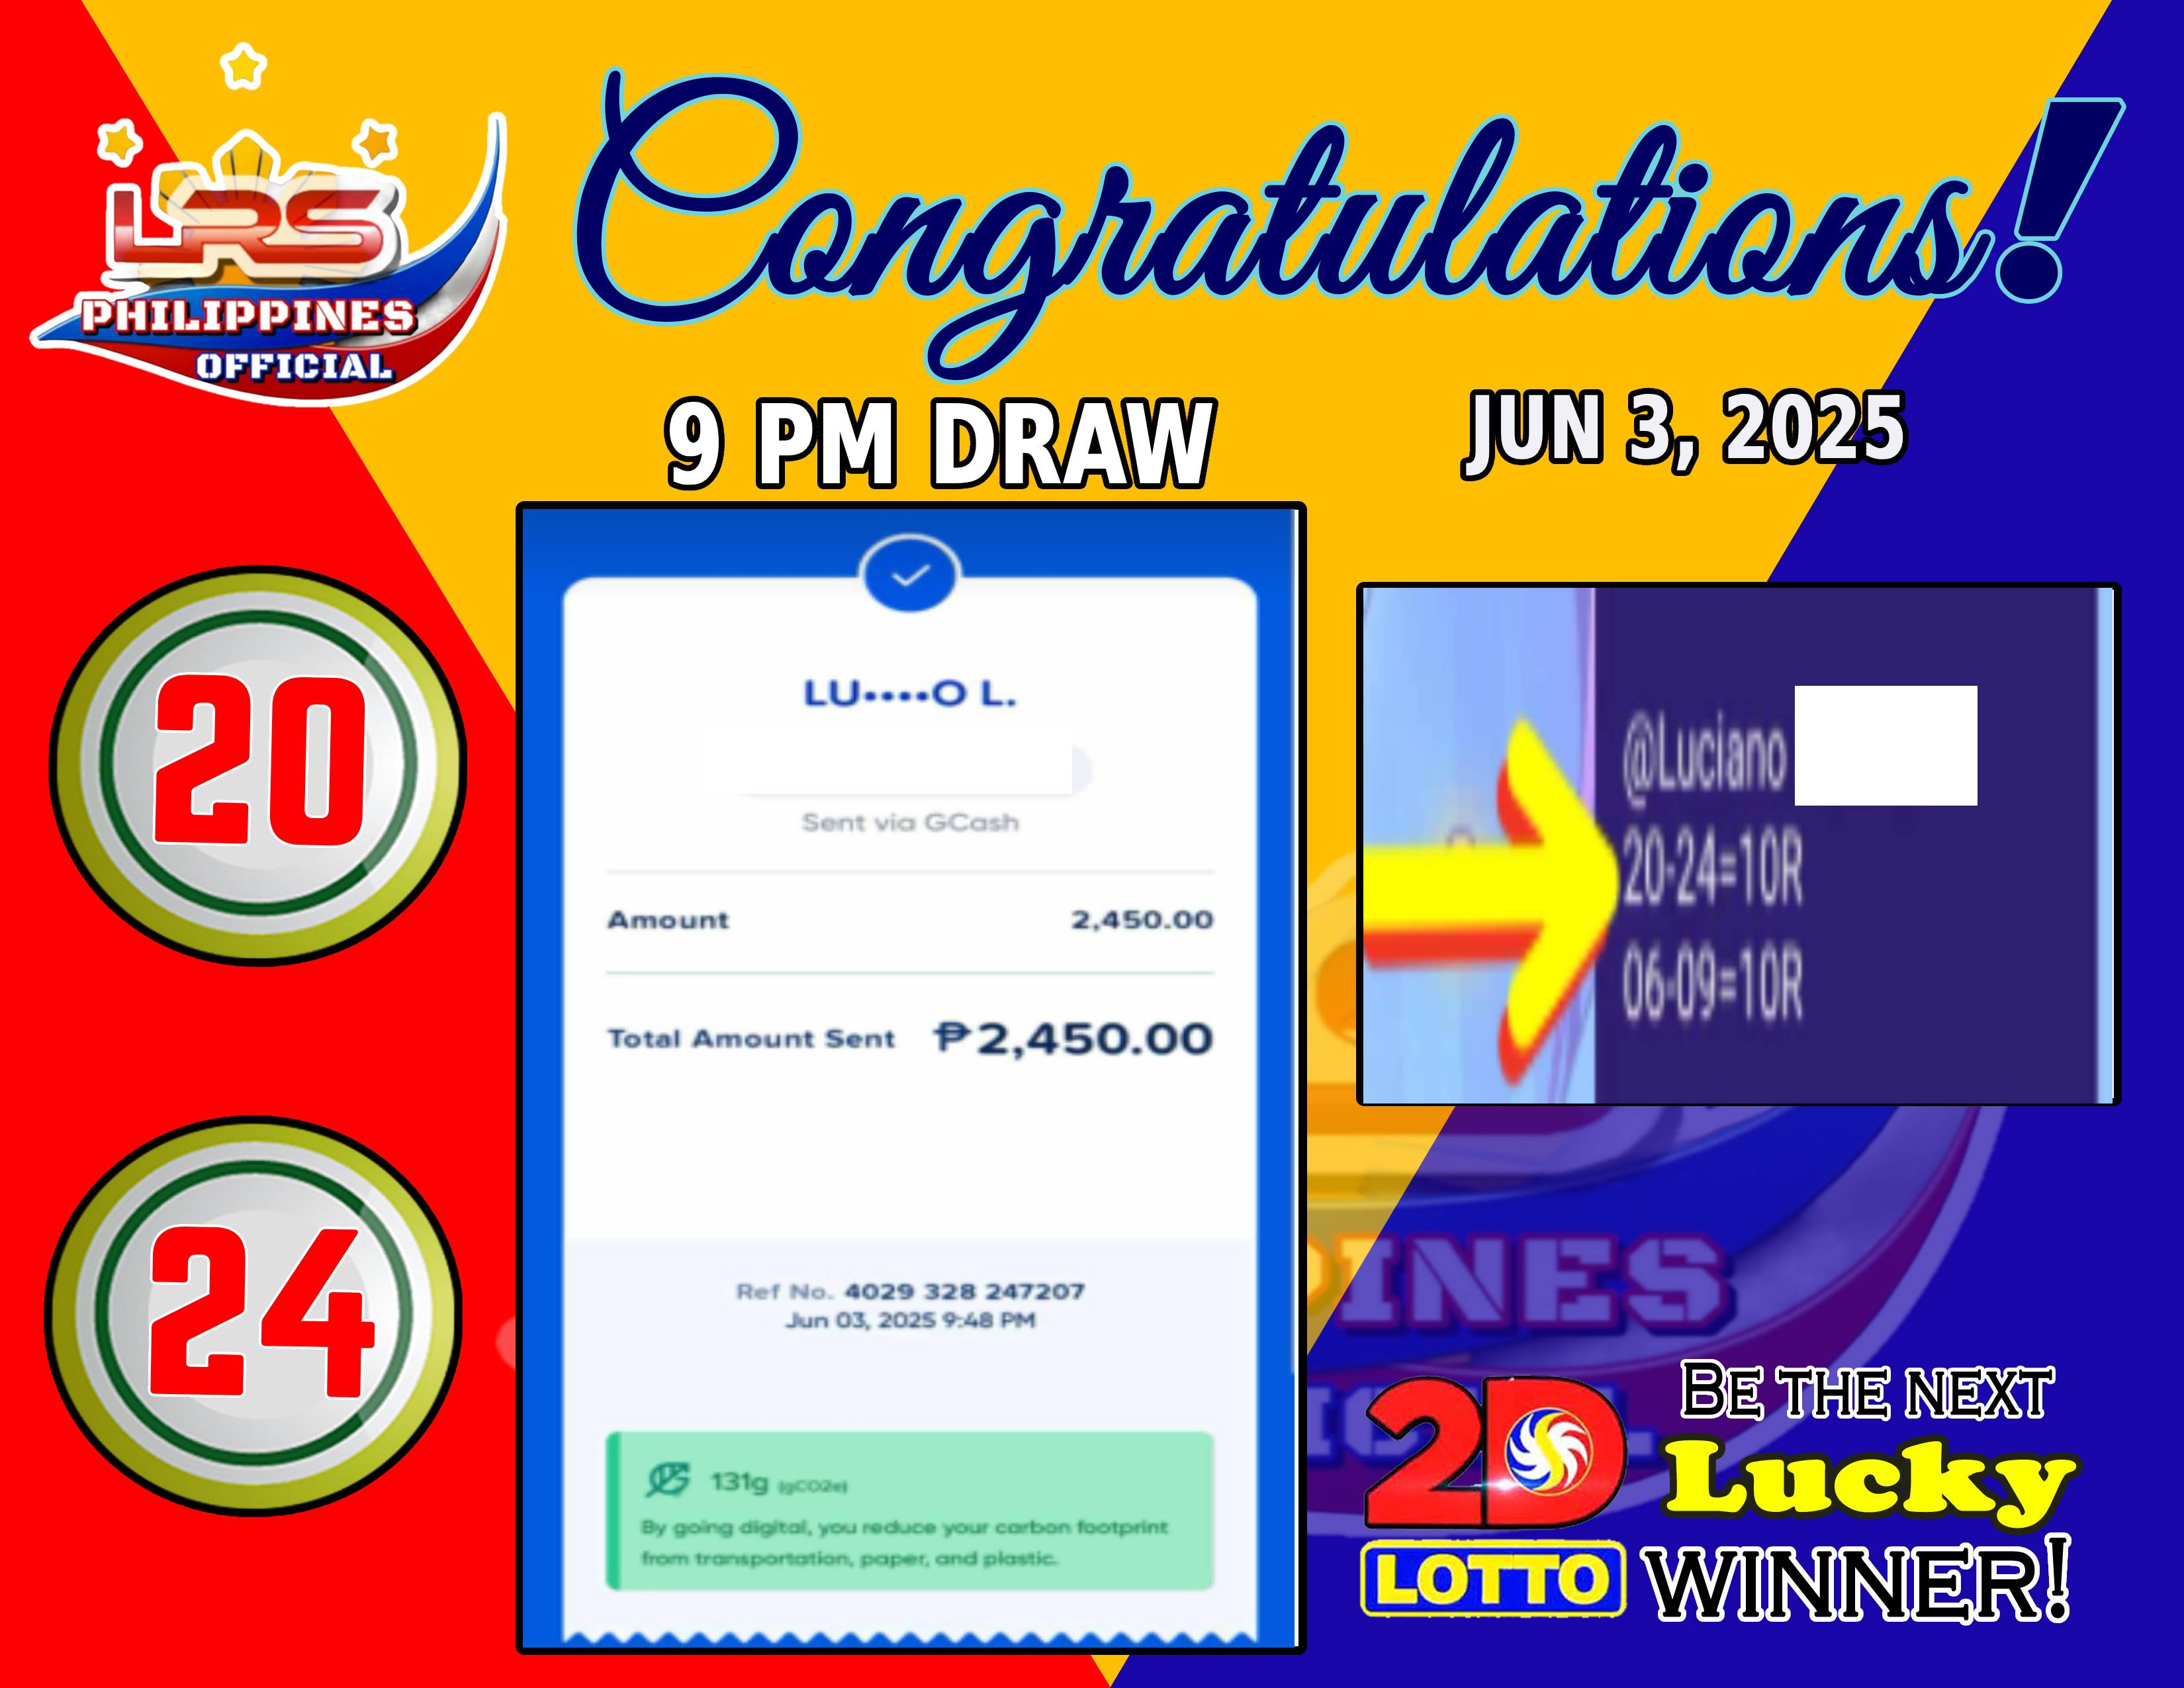 LRS
PHILIPPINES
OFFICIAL
Congratulations!
9 PM DRAW
JUN 3, 2025
20
24
LU••••O L.
Sent via GCash
Amount 2,450.00
Total Amount Sent ₱2,450.00
Ref No. 4029 328 247207
Jun 03, 2025 9:48 PM
131g (gCO2e)
By going digital, you reduce your carbon footprint
from transportation, paper, and plastic.
@Luciano
20-24=10R
06-09=10R
PINES
2D
LOTTO
BE THE NEXT
Lucky
WINNER!